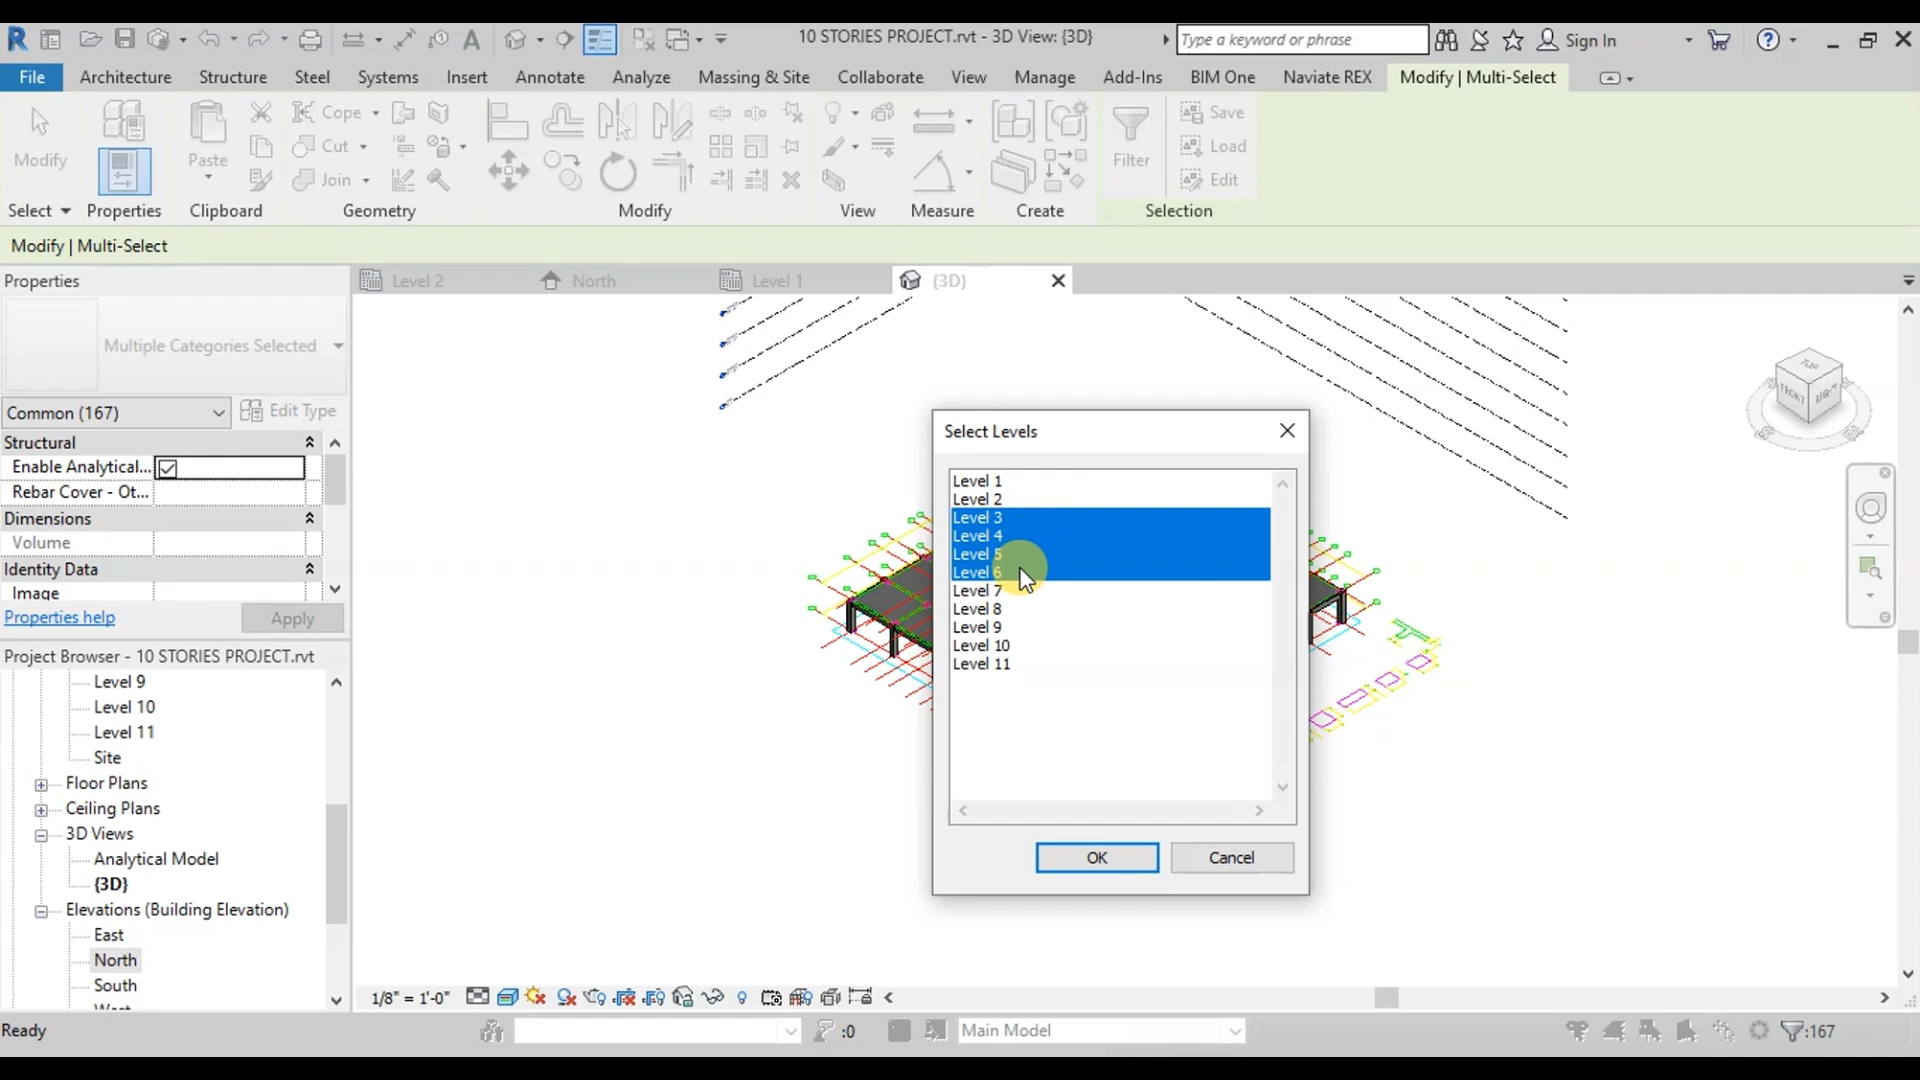 10 STORIES PROJECT.rvt - 3D View: {3D}
Type a keyword or phrase
Sign In
File
Architecture
Structure
Steel
Systems
Insert
Annotate
Analyze
Massing & Site
Collaborate
View
Manage
Add-Ins
BIM One
Naviate REX
Modify | Multi-Select
Modify
Paste
Cope
Cut
Join
Filter
Save
Load
Edit
Select
Properties
Clipboard
Geometry
Modify
View
Measure
Create
Selection
Modify | Multi-Select
Properties
Level 2
North
Level 1
{3D}
Multiple Categories Selected
Common (167)
Edit Type
Structural
Enable Analytical...
Rebar Cover - Ot...
Dimensions
Volume
Identity Data
Image
Properties help
Apply
Project Browser - 10 STORIES PROJECT.rvt
Level 9
Level 10
Level 11
Site
Floor Plans
Ceiling Plans
3D Views
Analytical Model
{3D}
Elevations (Building Elevation)
East
North
South
Select Levels
Level 1
Level 2
Level 3
Level 4
Level 5
Level 6
Level 7
Level 8
Level 9
Level 10
Level 11
OK
Cancel
TOP
FRONT
1/8" = 1'-0"
Ready
:0
Main Model
:167